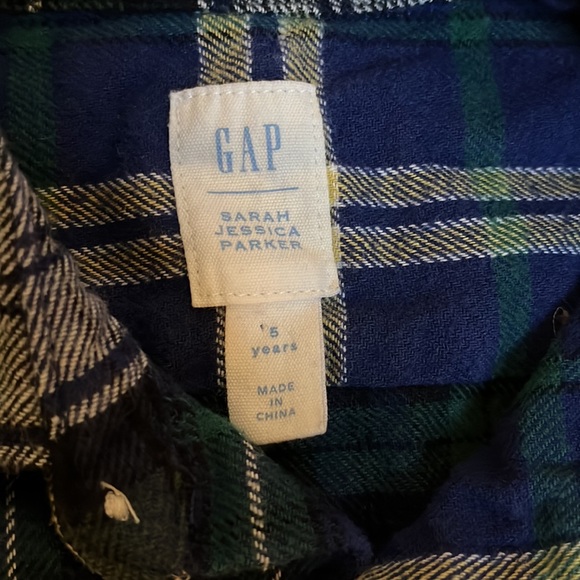 GAP
SARAH
JESSICA
PARKER
5
years
MADE
IN
CHINA